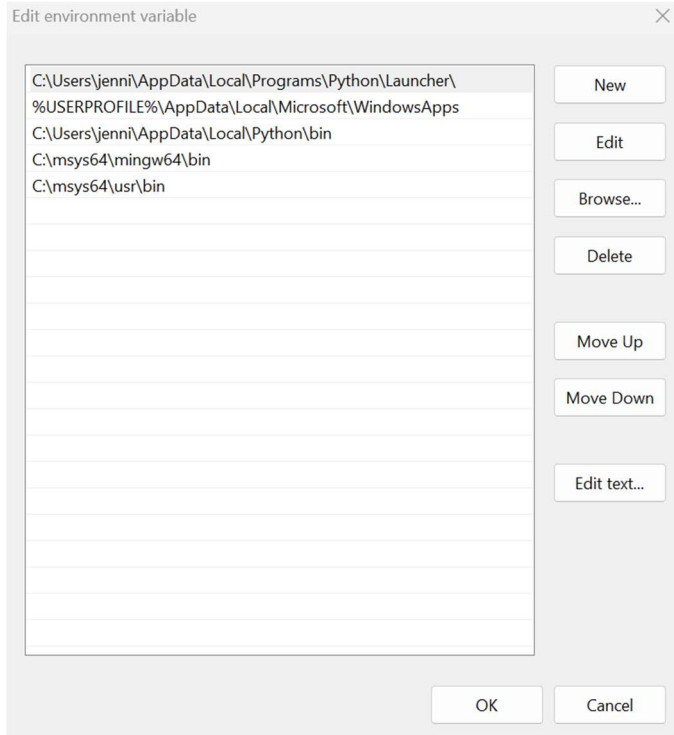 Edit environment variable
C:\Users\jenni\AppData\Local\Programs\Python\Launcher\
%USERPROFILE%\AppData\Local\Microsoft\WindowsApps
C:\Users\jenni\AppData\Local\Python\bin
C:\msys64\mingw64\bin
C:\msys64\usr\bin
New
Edit
Browse...
Delete
Move Up
Move Down
Edit text...
OK
Cancel